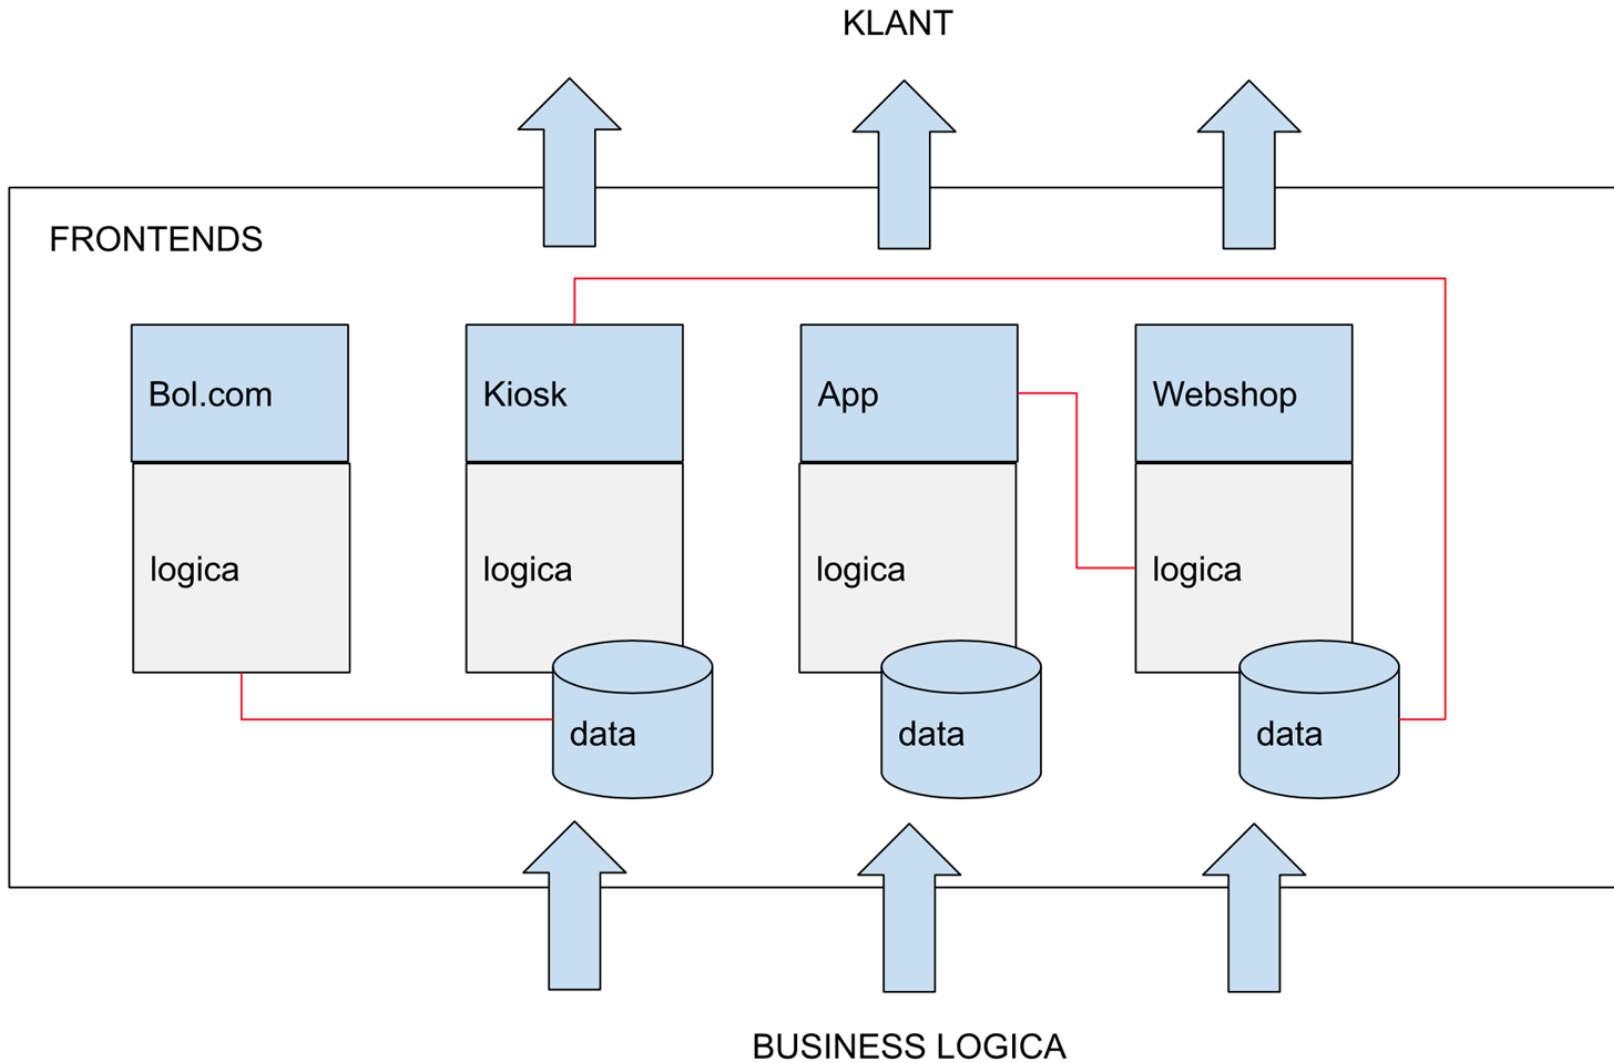 KLANT
FRONTENDS
Bol.com
Kiosk
App
Webshop
logica
logica
logica
logica
data
data
data
BUSINESS LOGICA